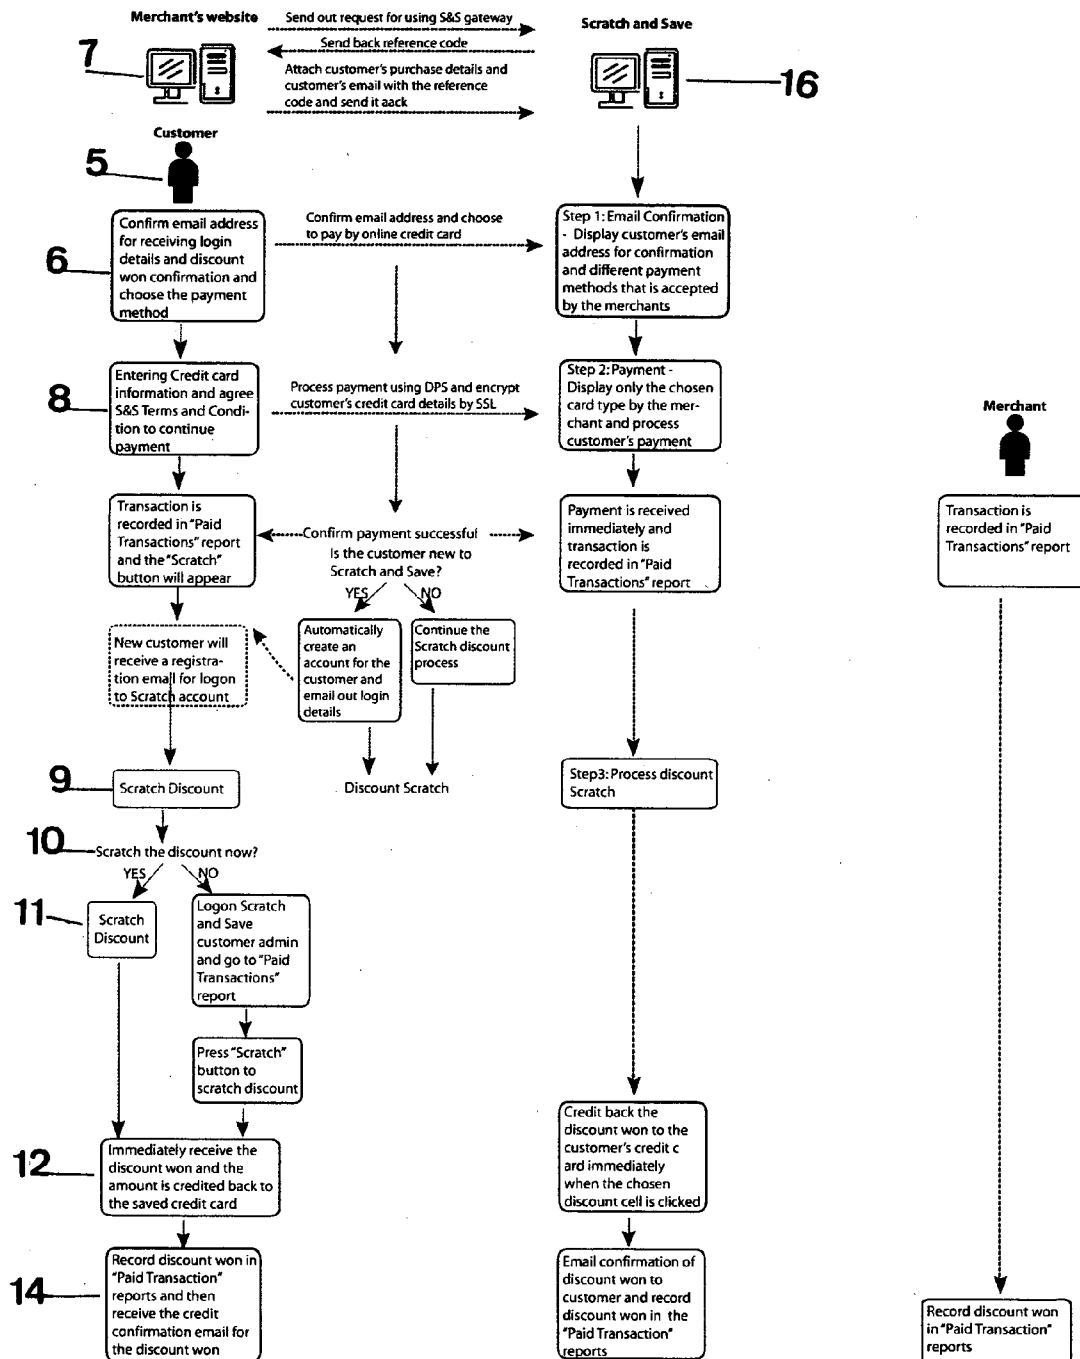 Merchant's website
Send out request for using S&S gateway
Scratch and Save
Send back reference code
7
Attach customer's purchase details and
customer's email with the reference
code and send it aack
16
Customer
5
Confirm email address
for receiving login
details and discount
won confirmation and
choose the payment
method
6
Confirm email address and choose
to pay by online credit card
Step 1: Email Confirmation
- Display customer's email
address for confirmation
and different payment
methods that is accepted
by the merchants
Entering Credit card
information and agree
S&S Terms and Condi-
tion to continue
payment
8
Process payment using DPS and encrypt
customer's credit card details by SSL
Step 2: Payment -
Display only the chosen
card type by the mer-
chant and process
customer's payment
Merchant
Transaction is
recorded in "Paid
Transactions" report
and the "Scratch"
button will appear
Confirm payment successful
Is the customer new to
Scratch and Save?
YES
NO
Payment is received
immediately and
transaction is
recorded in "Paid
Transactions" report
Transaction is
recorded in "Paid
Transactions" report
New customer will
receive a registra-
tion email for logon
to Scratch account
Automatically
create an
account for the
customer and
email out login
details
Continue the
Scratch discount
process
9
Scratch Discount
Discount Scratch
Step3: Process discount
Scratch
10
Scratch the discount now?
YES
NO
11
Scratch
Discount
Logon Scratch
and Save
customer admin
and go to "Paid
Transactions"
report
Press "Scratch"
button to
scratch discount
12
Immediately receive the
discount won and the
amount is credited back to
the saved credit card
Credit back the
discount won to the
customer's credit c
ard immediately
when the chosen
discount cell is clicked
14
Record discount won in
"Paid Transaction"
reports and then
receive the credit
confirmation email for
the discount won
Email confirmation of
discount won to
customer and record
discount won in the
"Paid Transaction"
reports
Record discount won
in "Paid Transaction"
reports